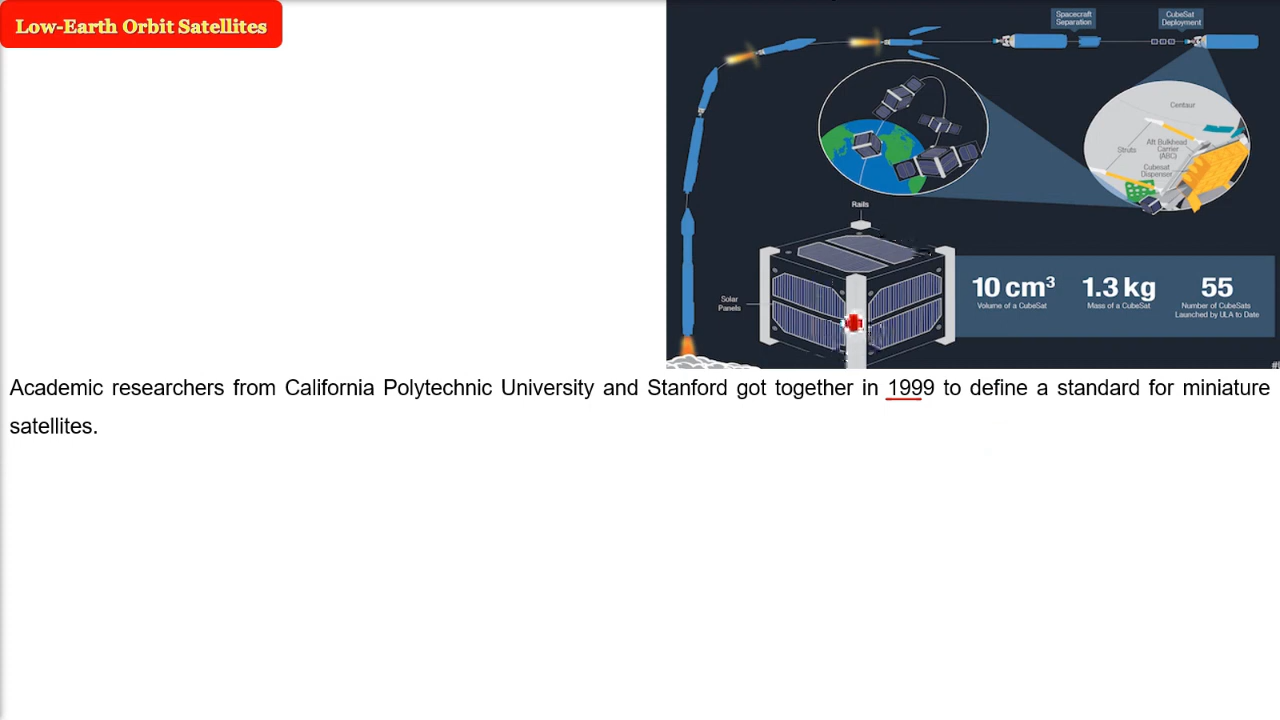 Low-Earth Orbit Satellites
Spacecraft
Separation
CubeSat
Deployment
Centaur
Struts
Aft Bulkhead
Carrier
(ABC)
Cubesat
Dispenser
Rails
Solar
Panels
10 cm³
Volume of a CubeSat
1.3 kg
Mass of a CubeSat
55
Number of CubeSats
Launched by ULA to Date
Academic researchers from California Polytechnic University and Stanford got together in 1999 to define a standard for miniature
satellites.